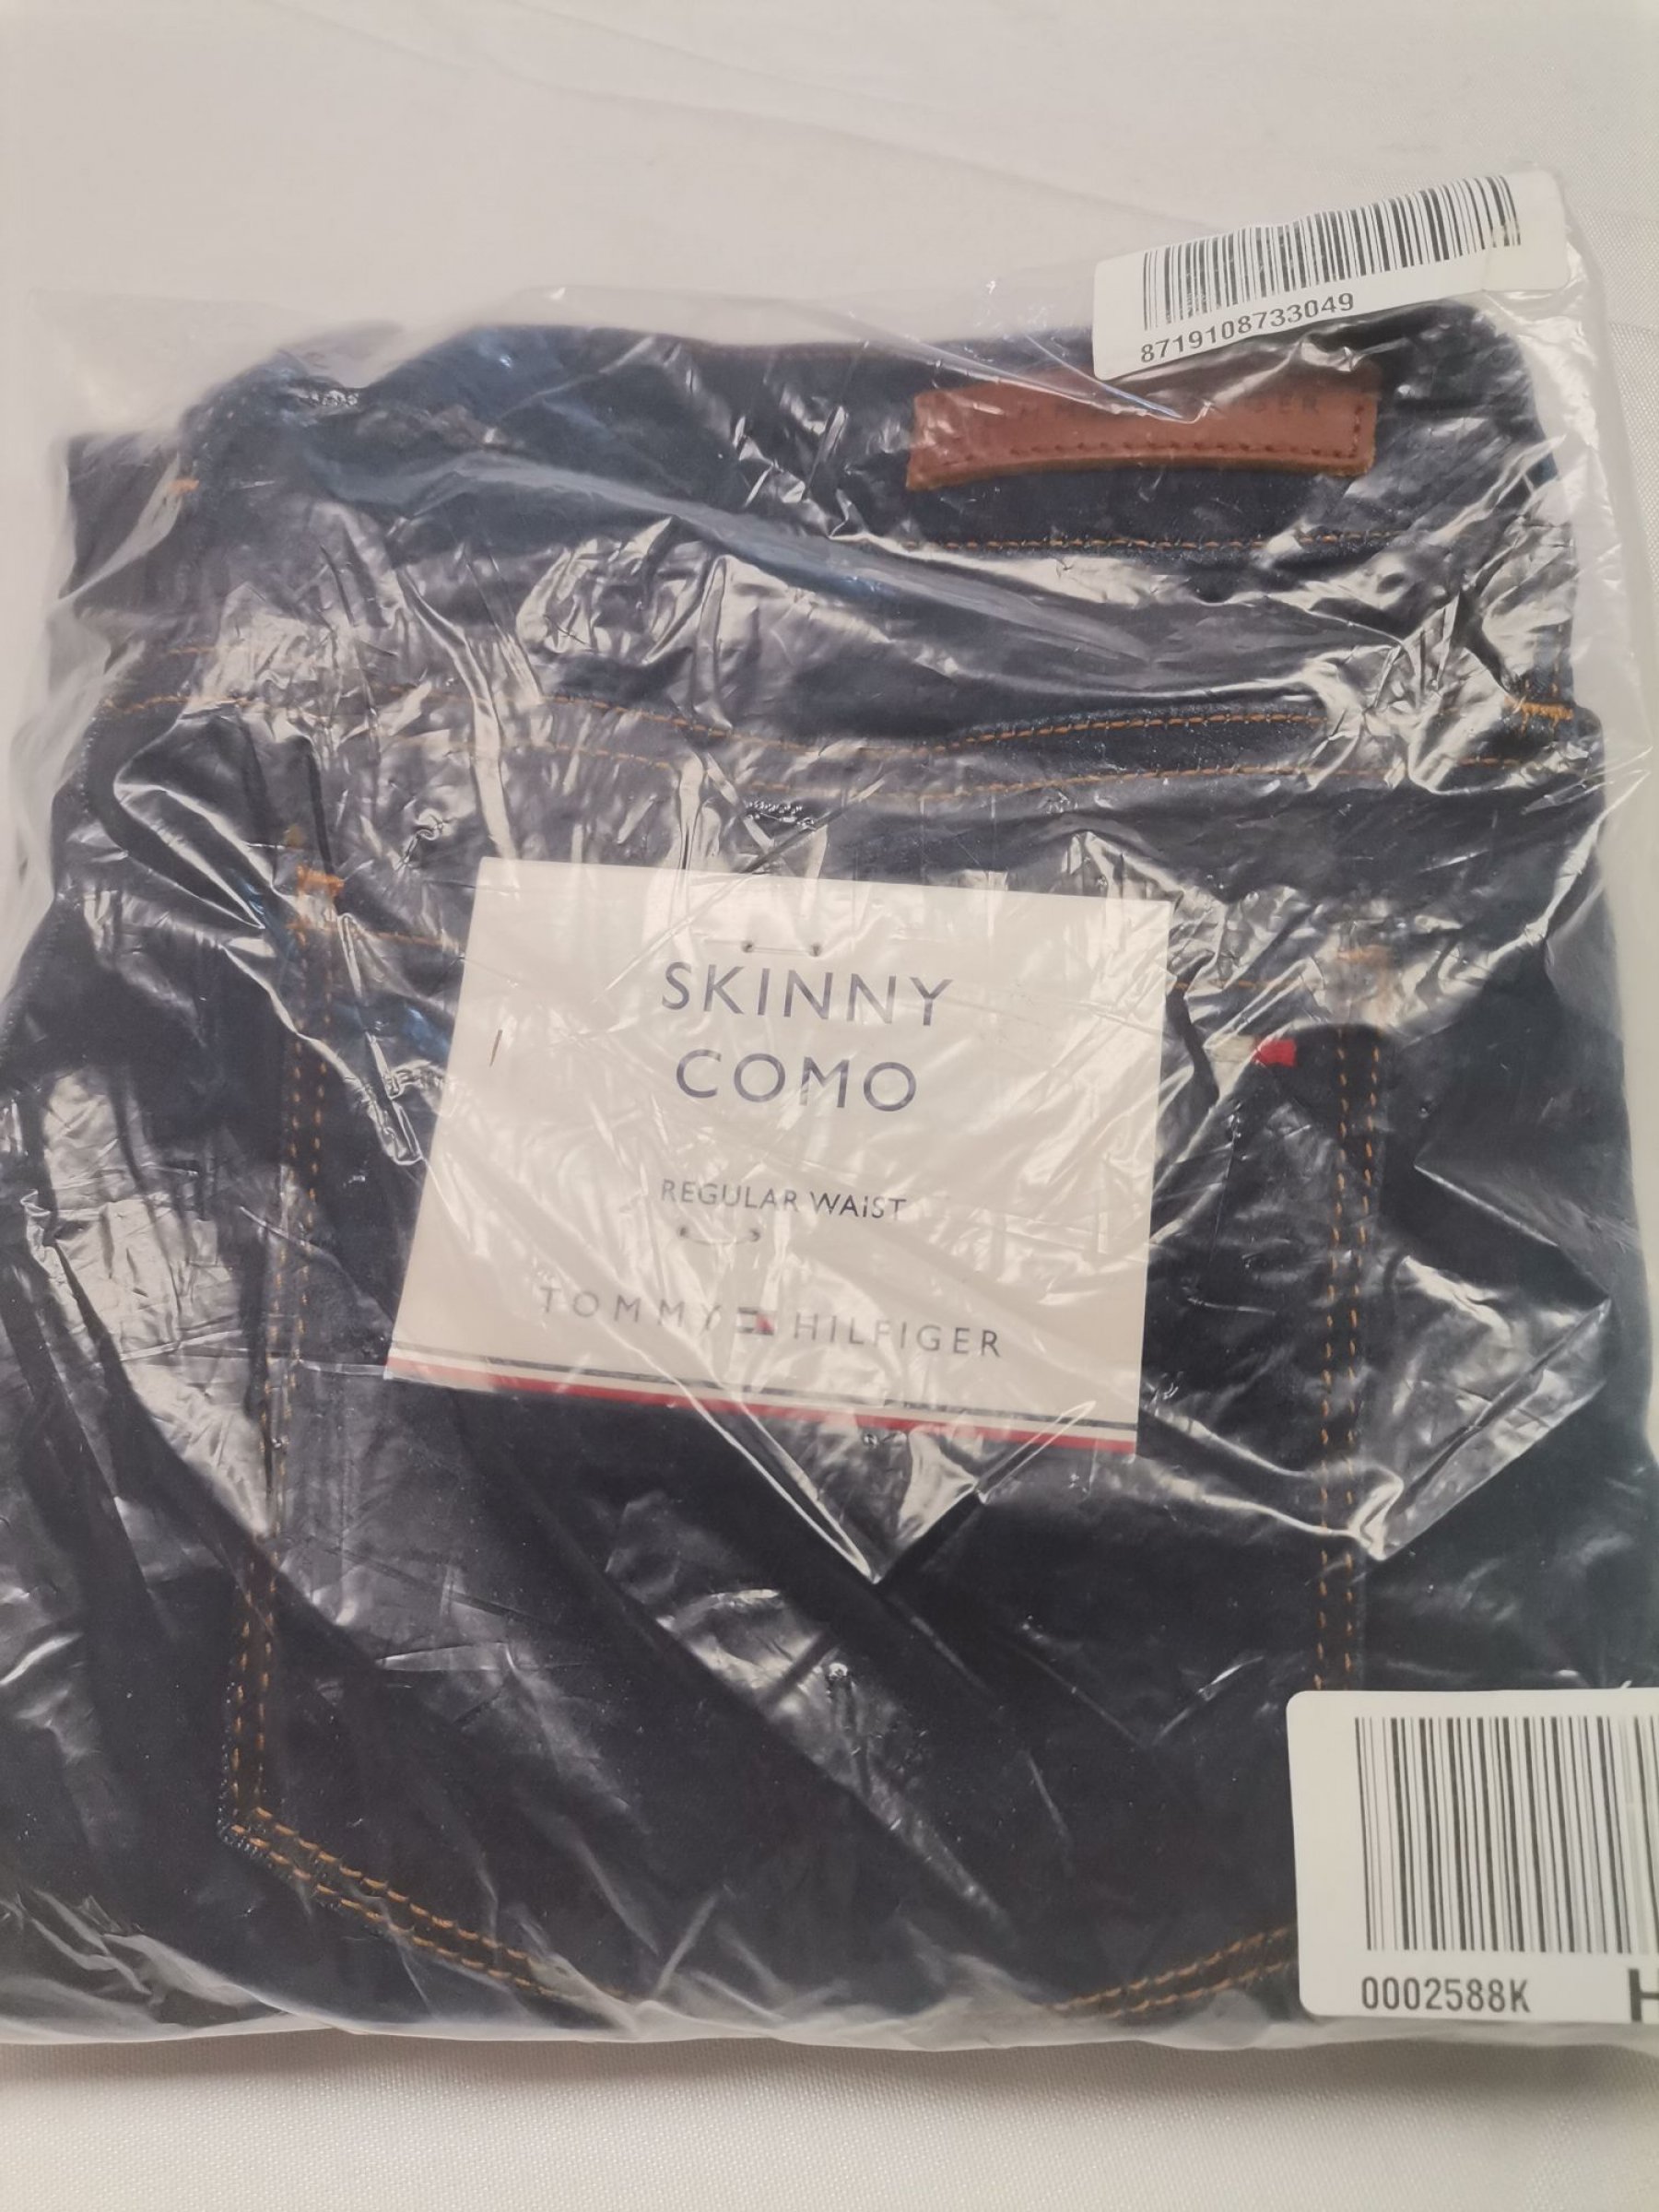 8719108733049
SKINNY
COMO
REGULAR WAiST
TOMMY HILFIGER
0002588K